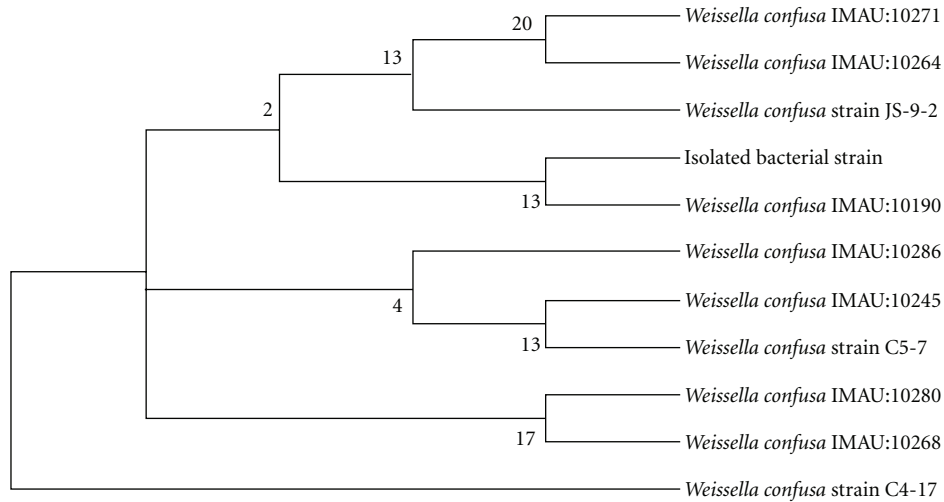 Weissella confusa IMAU:10271
20
Weissella confusa IMAU:10264
13
Weissella confusa strain JS-9-2
2
Isolated bacterial strain
13
Weissella confusa IMAU:10190
Weissella confusa IMAU:10286
4
Weissella confusa IMAU:10245
13
Weissella confusa strain C5-7
Weissella confusa IMAU:10280
17
Weissella confusa IMAU:10268
Weissella confusa strain C4-17